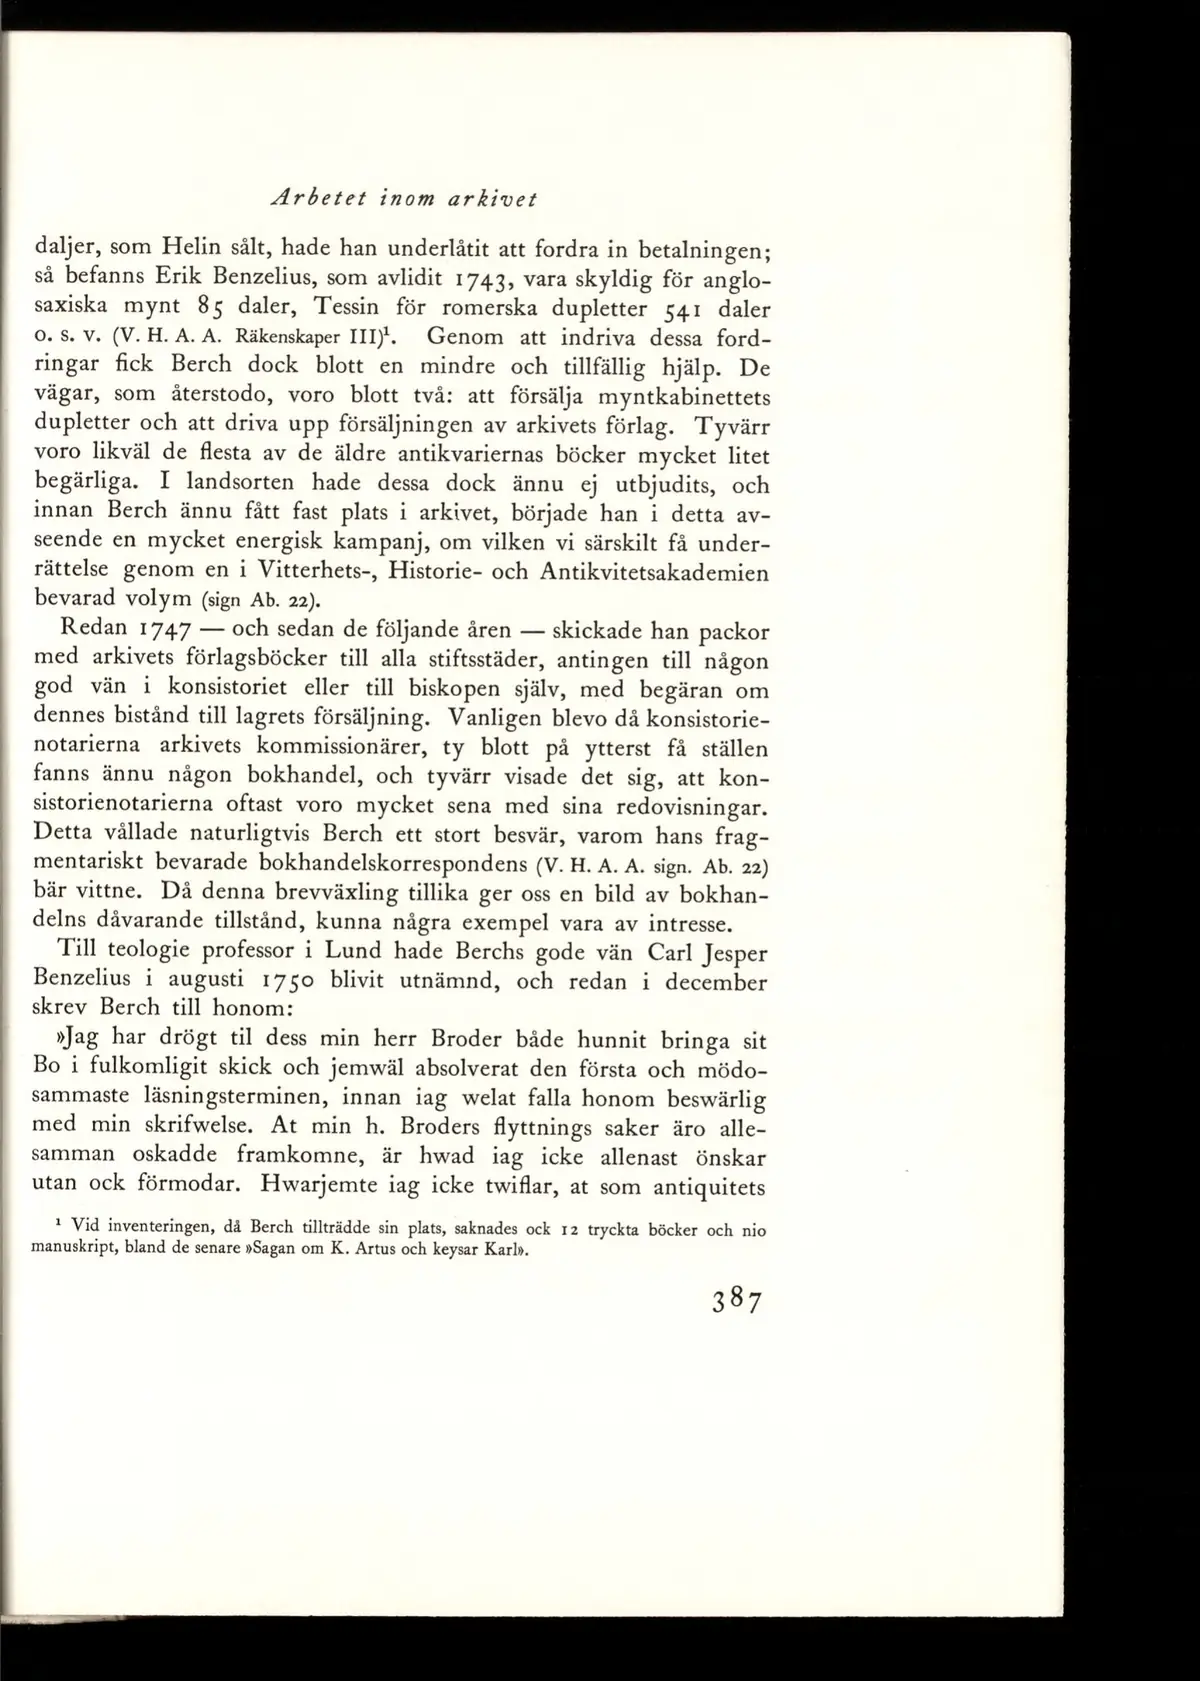 Arbetet inom arkivet
daljer, som Helin sålt, hade han underlåtit att fordra in betalningen;
så befanns Erik Benzelius, som avlidit 1743, vara skyldig för anglo-
saxiska mynt 85 daler, Tessin för romerska dupletter 541 daler
o. s. v. (V. H. A. A. Räkenskaper III)¹. Genom att indriva dessa ford-
ringar fick Berch dock blott en mindre och tillfällig hjälp. De
vägar, som återstodo, voro blott två: att försälja myntkabinettets
dupletter och att driva upp försäljningen av arkivets förlag. Tyvärr
voro likväl de flesta av de äldre antikvariernas böcker mycket litet
begärliga. I landsorten hade dessa dock ännu ej utbjudits, och
innan Berch ännu fått fast plats i arkivet, började han i detta av-
seende en mycket energisk kampanj, om vilken vi särskilt få under-
rättelse genom en i Vitterhets-, Historie- och Antikvitetsakademien
bevarad volym (sign Ab. 22).
Redan 1747 — och sedan de följande åren — skickade han packor
med arkivets förlagsböcker till alla stiftsstäder, antingen till någon
god vän i konsistoriet eller till biskopen själv, med begäran om
dennes bistånd till lagrets försäljning. Vanligen blevo då konsistorie-
notarierna arkivets kommissionärer, ty blott på ytterst få ställen
fanns ännu någon bokhandel, och tyvärr visade det sig, att kon-
sistorienotarierna oftast voro mycket sena med sina redovisningar.
Detta vållade naturligtvis Berch ett stort besvär, varom hans frag-
mentariskt bevarade bokhandelskorrespondens (V. H. A. A. sign. Ab. 22)
bär vittne. Då denna brevväxling tillika ger oss en bild av bokhan-
delns dåvarande tillstånd, kunna några exempel vara av intresse.
Till teologie professor i Lund hade Berchs gode vän Carl Jesper
Benzelius i augusti 1750 blivit utnämnd, och redan i december
skrev Berch till honom:
»Jag har drögt til dess min herr Broder både hunnit bringa sit
Bo i fulkomligit skick och jemwäl absolverat den första och mödo-
sammaste läsningsterminen, innan iag welat falla honom beswärlig
med min skrifwelse. At min h. Broders flyttnings saker äro alle-
samman oskadde framkomne, är hwad iag icke allenast önskar
utan ock förmodar. Hwarjemte iag icke twiflar, at som antiquitets
¹ Vid inventeringen, då Berch tillträdde sin plats, saknades ock 12 tryckta böcker och nio
manuskript, bland de senare »Sagan om K. Artus och keysar Karl».
387